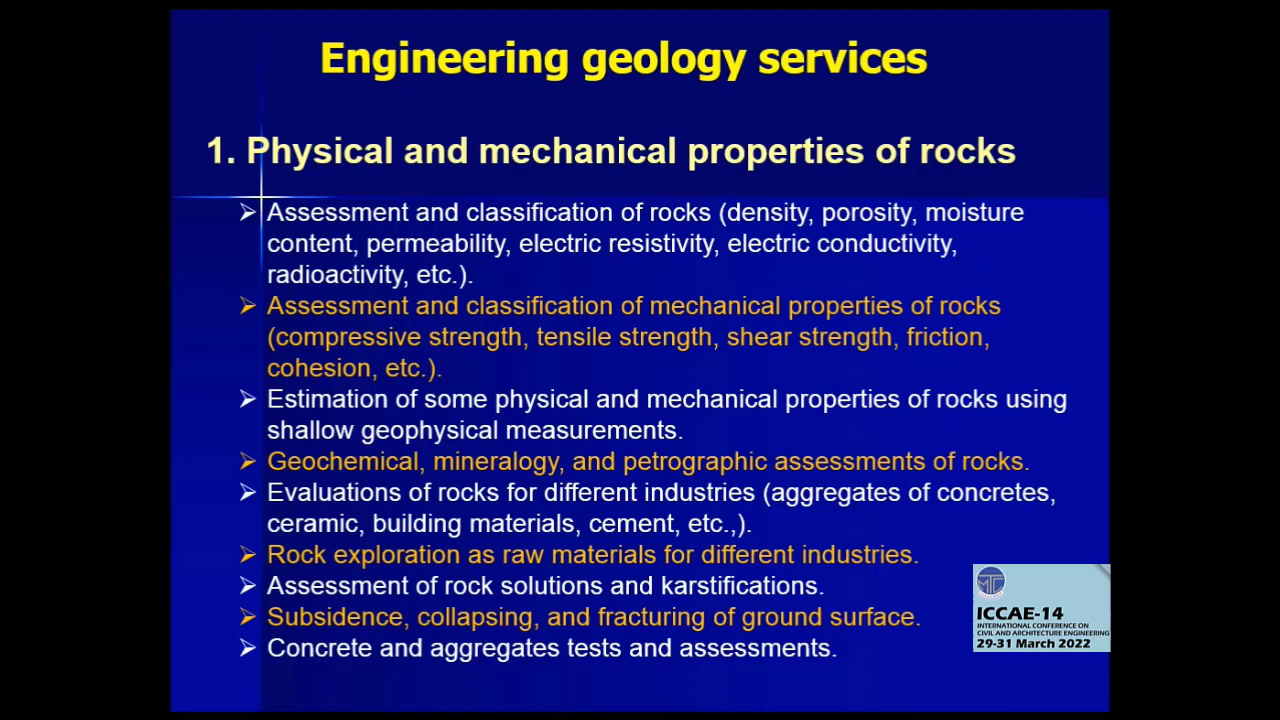 Engineering geology services
1. Physical and mechanical properties of rocks
➢ Assessment and classification of rocks (density, porosity, moisture
content, permeability, electric resistivity, electric conductivity,
radioactivity, etc.).
➢ Assessment and classification of mechanical properties of rocks
(compressive strength, tensile strength, shear strength, friction,
cohesion, etc.).
➢ Estimation of some physical and mechanical properties of rocks using
shallow geophysical measurements.
➢ Geochemical, mineralogy, and petrographic assessments of rocks.
➢ Evaluations of rocks for different industries (aggregates of concretes,
ceramic, building materials, cement, etc.,).
➢ Rock exploration as raw materials for different industries.
➢ Assessment of rock solutions and karstifications.
➢ Subsidence, collapsing, and fracturing of ground surface.
➢ Concrete and aggregates tests and assessments.
MTC
ICCAE-14
INTERNATIONAL CONFERENCE ON
CIVIL AND ARCHITECTURE ENGINEERING
29-31 March 2022